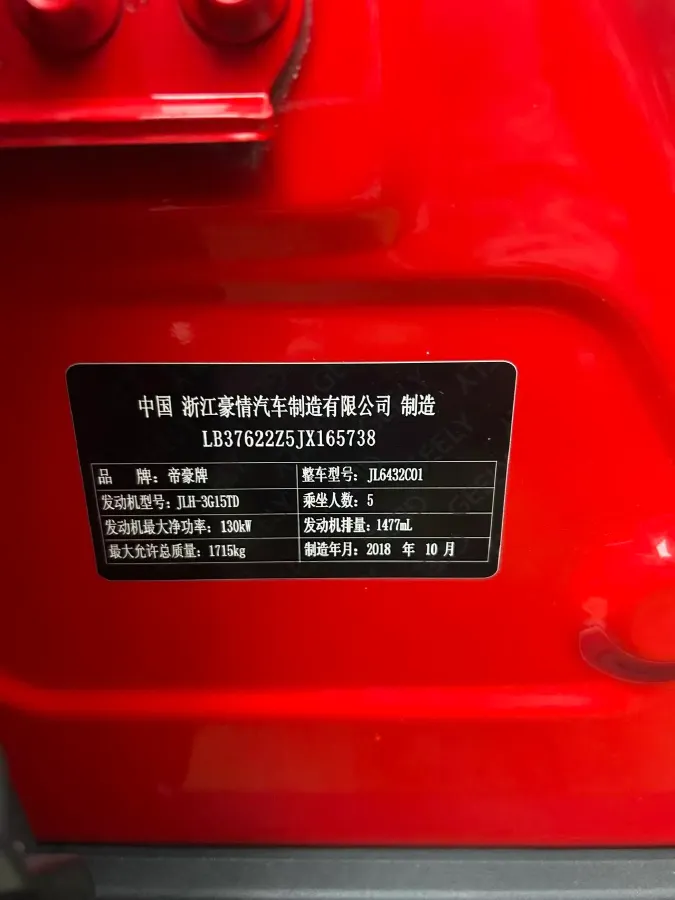 中国 浙江豪情汽车制造有限公司 制造
LB37622Z5JX165738
品 牌：帝豪牌 整车型号：JL6432C01
发动机型号：JLH-3G15TD 乘坐人数：5
发动机最大净功率：130kW 发动机排量：1477mL
最大允许总质量：1715kg 制造年月：2018 年 10 月
GEELY